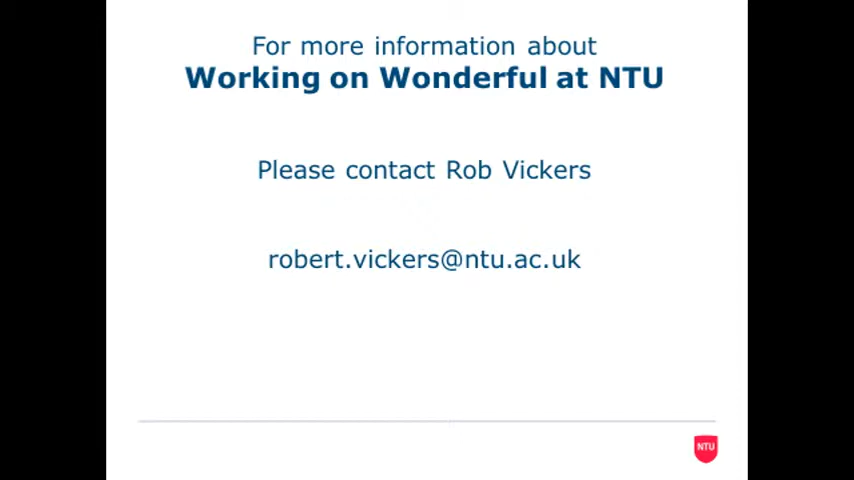 For more information about
Working on Wonderful at NTU
Please contact Rob Vickers
robert.vickers@ntu.ac.uk
NTU